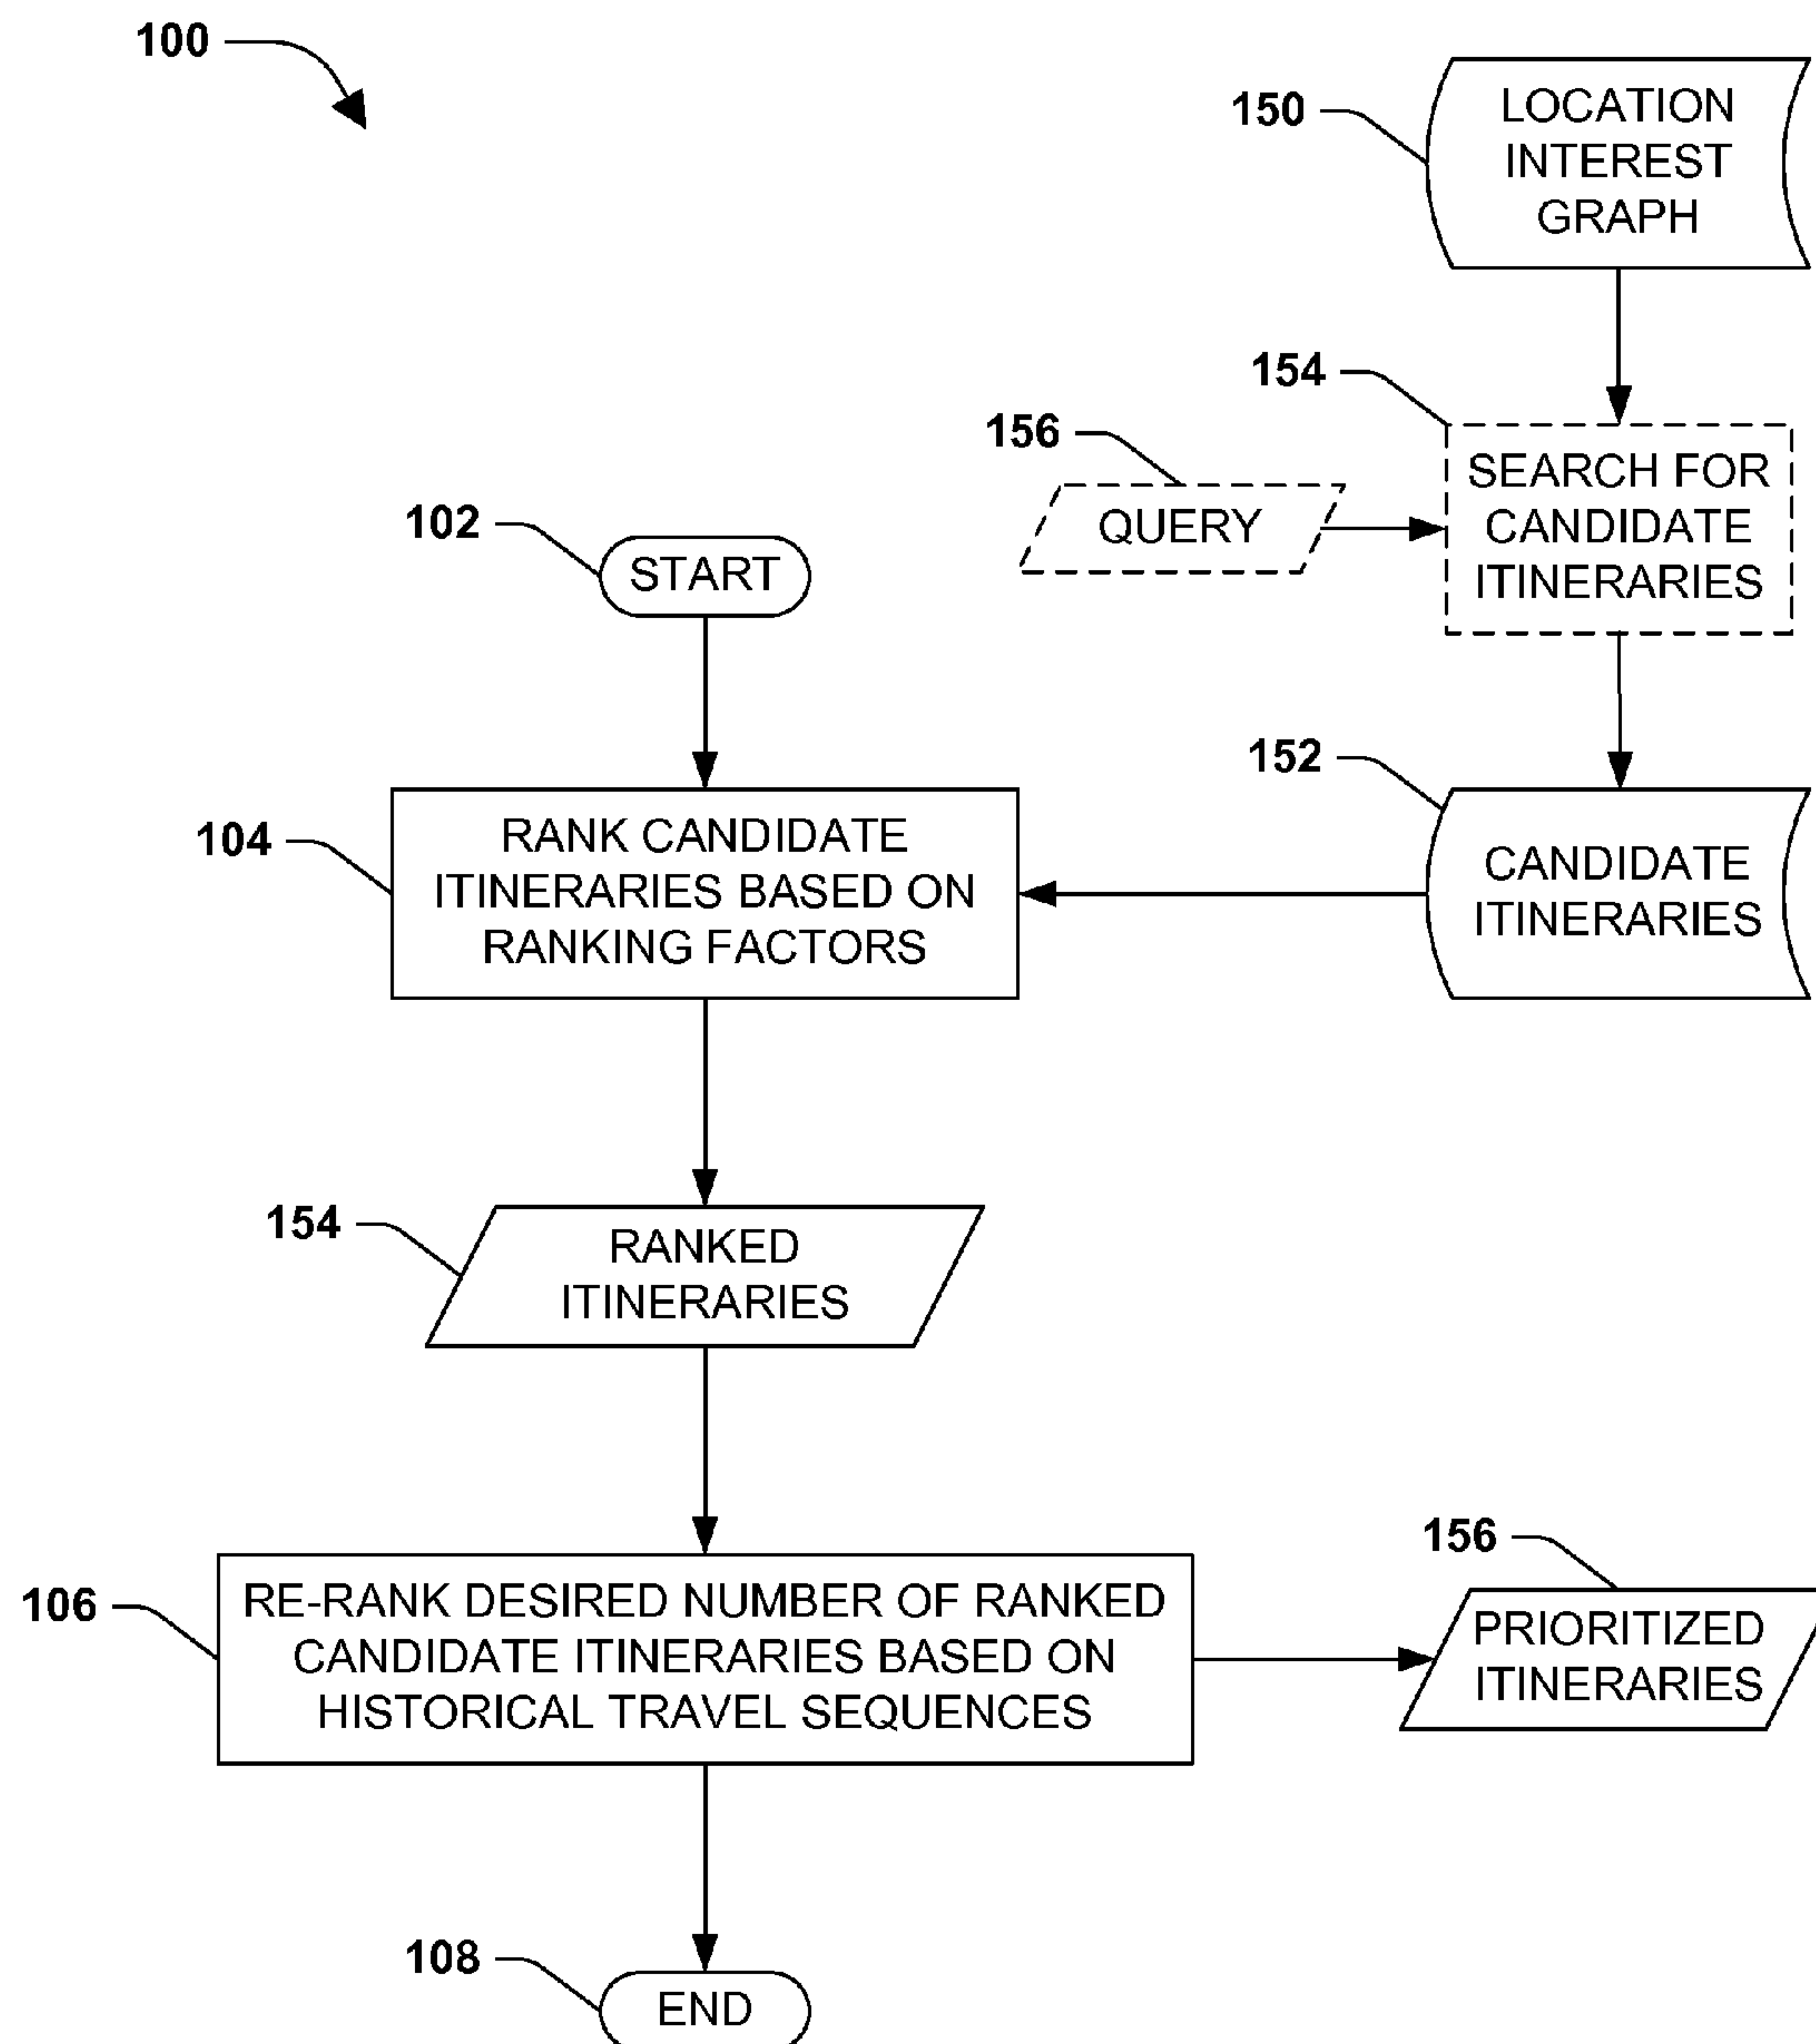 100
150
LOCATION
INTEREST
GRAPH
154
SEARCH FOR
CANDIDATE
ITINERARIES
156
QUERY
102
START
152
CANDIDATE
ITINERARIES
104
RANK CANDIDATE
ITINERARIES BASED ON
RANKING FACTORS
154
RANKED
ITINERARIES
106
RE-RANK DESIRED NUMBER OF RANKED
CANDIDATE ITINERARIES BASED ON
HISTORICAL TRAVEL SEQUENCES
156
PRIORITIZED
ITINERARIES
108
END